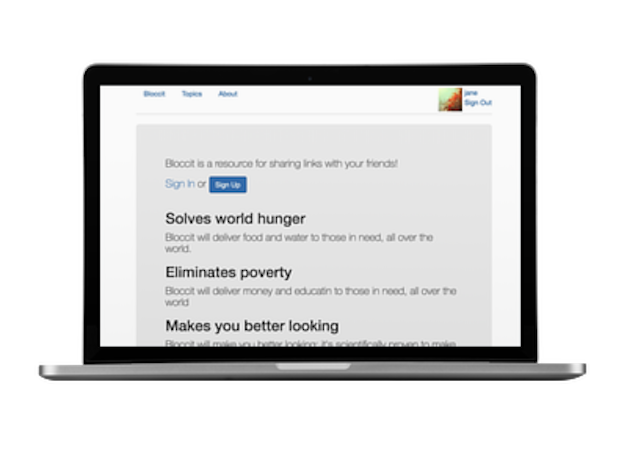 Bloccit Topics About
jane
Sign Out
Bloccit is a resource for sharing links with your friends!
Sign In or Sign Up
Solves world hunger
Bloccit will deliver food and water to those in need, all over the
world.
Eliminates poverty
Bloccit will deliver money and educatin to those in need, all over the
world
Makes you better looking
Bloccit will make you better looking; it's scientifically proven to make